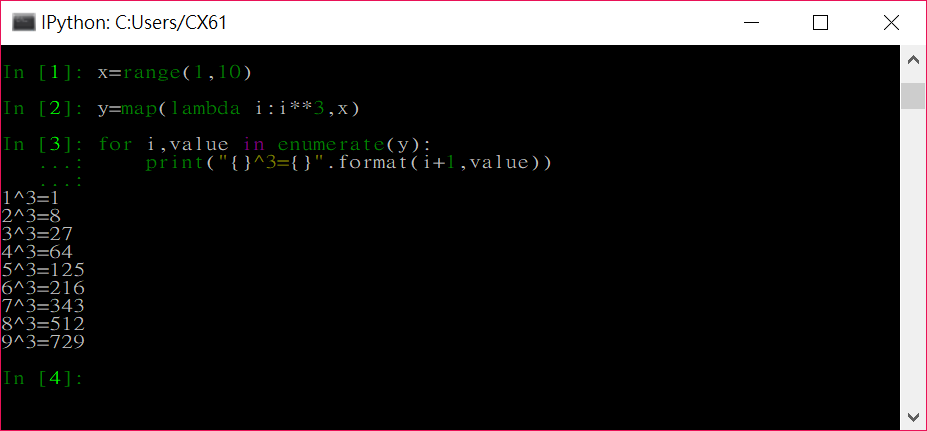 IPython: C:Users/CX61
In [1]: x=range(1,10)
In [2]: y=map(lambda i:i**3,x)
In [3]: for i,value in enumerate(y):
   ...:     print("{}^3={}".format(i+1,value))
   ...:
1^3=1
2^3=8
3^3=27
4^3=64
5^3=125
6^3=216
7^3=343
8^3=512
9^3=729
In [4]: